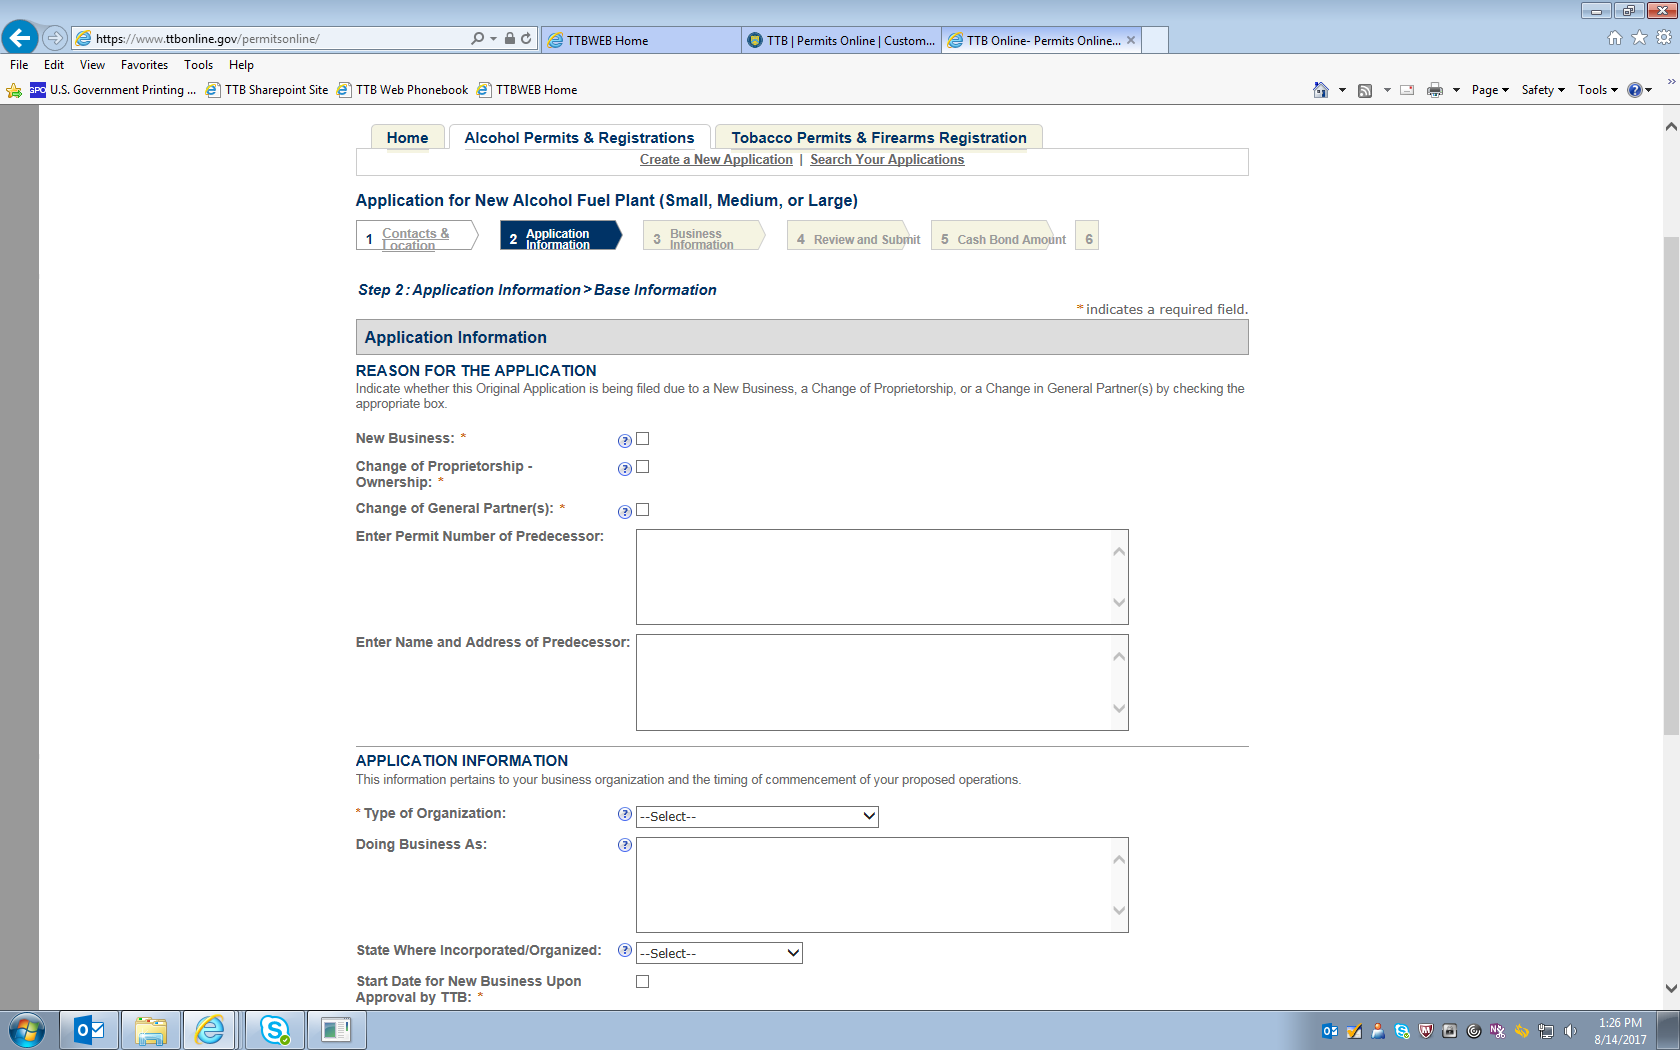 https://www.ttbonline.gov/permitsonline/
TTBWEB Home
TTB | Permits Online | Custom...
TTB Online- Permits Online...
File Edit View Favorites Tools Help
GPO U.S. Government Printing ... TTB Sharepoint Site TTB Web Phonebook TTBWEB Home
Page Safety Tools
Home Alcohol Permits & Registrations Tobacco Permits & Firearms Registration
Create a New Application | Search Your Applications
Application for New Alcohol Fuel Plant (Small, Medium, or Large)
1 Contacts & Location
2 Application Information
3 Business Information
4 Review and Submit
5 Cash Bond Amount
6
Step 2: Application Information > Base Information
* indicates a required field.
Application Information
REASON FOR THE APPLICATION
Indicate whether this Original Application is being filed due to a New Business, a Change of Proprietorship, or a Change in General Partner(s) by checking the
appropriate box.
New Business: *
Change of Proprietorship -
Ownership: *
Change of General Partner(s): *
Enter Permit Number of Predecessor:
Enter Name and Address of Predecessor:
APPLICATION INFORMATION
This information pertains to your business organization and the timing of commencement of your proposed operations.
* Type of Organization: --Select--
Doing Business As:
State Where Incorporated/Organized: --Select--
Start Date for New Business Upon
Approval by TTB: *
1:26 PM
8/14/2017